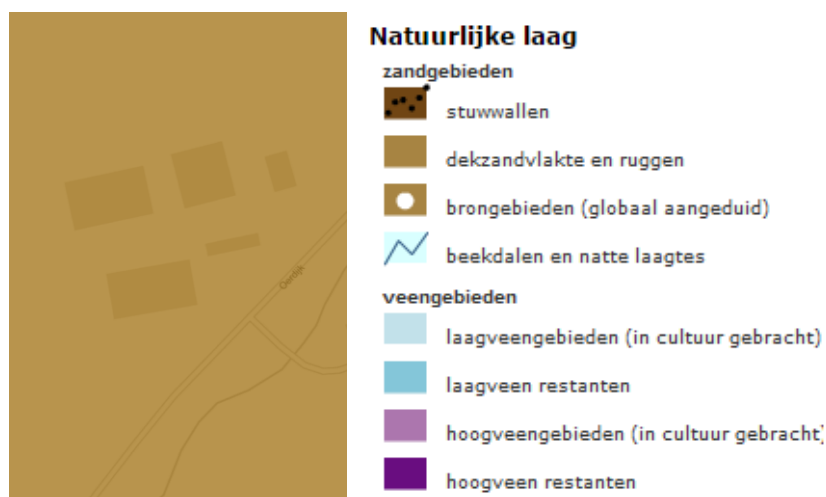 Oerdijk
Natuurlijke laag
zandgebieden
stuwwallen
dekzandvlakte en ruggen
brongebieden (globaal aangeduid)
beekdalen en natte laagtes
veengebieden
laagveengebieden (in cultuur gebracht)
laagveen restanten
hoogveengebieden (in cultuur gebracht)
hoogveen restanten